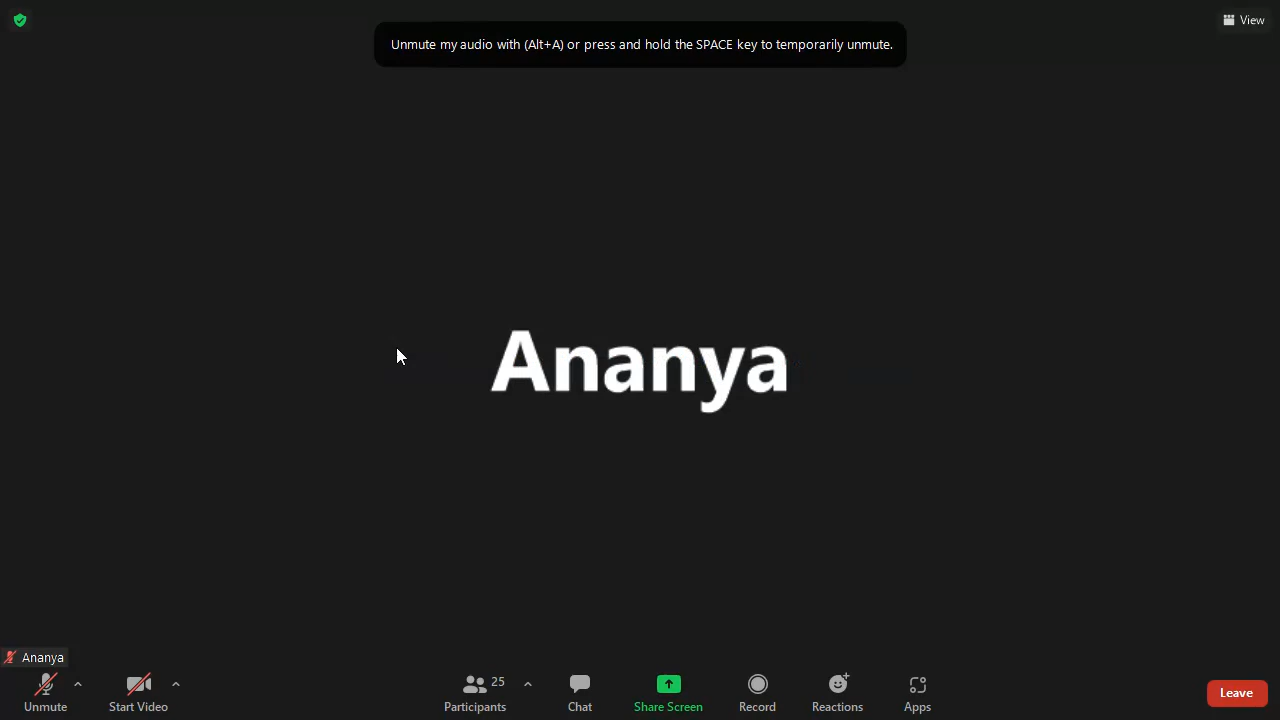 View
Unmute my audio with (Alt+A) or press and hold the SPACE key to temporarily unmute.
Ananya
Ananya
Unmute
Start Video
25
Participants
Chat
Share Screen
Record
Reactions
Apps
Leave